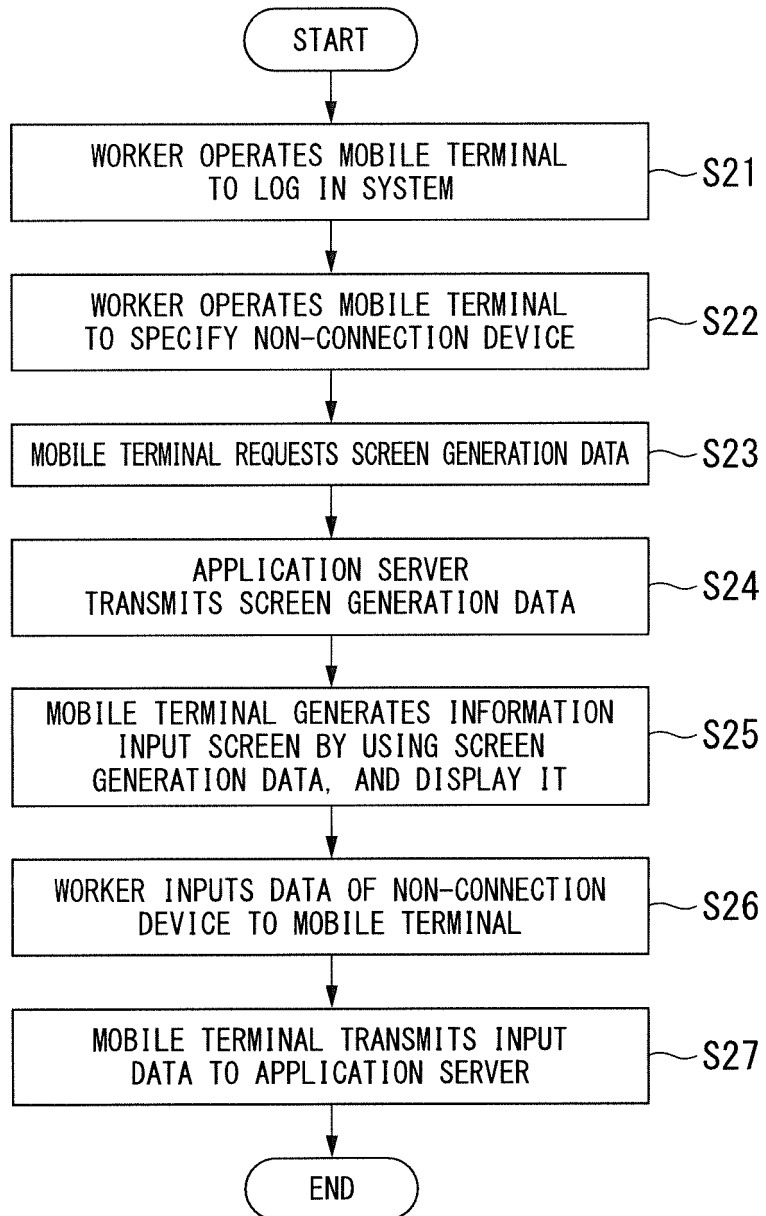 START
WORKER OPERATES MOBILE TERMINAL
TO LOG IN SYSTEM
S21
WORKER OPERATES MOBILE TERMINAL
TO SPECIFY NON-CONNECTION DEVICE
S22
MOBILE TERMINAL REQUESTS SCREEN GENERATION DATA
S23
APPLICATION SERVER
TRANSMITS SCREEN GENERATION DATA
S24
MOBILE TERMINAL GENERATES INFORMATION
INPUT SCREEN BY USING SCREEN
GENERATION DATA, AND DISPLAY IT
S25
WORKER INPUTS DATA OF NON-CONNECTION
DEVICE TO MOBILE TERMINAL
S26
MOBILE TERMINAL TRANSMITS INPUT
DATA TO APPLICATION SERVER
S27
END